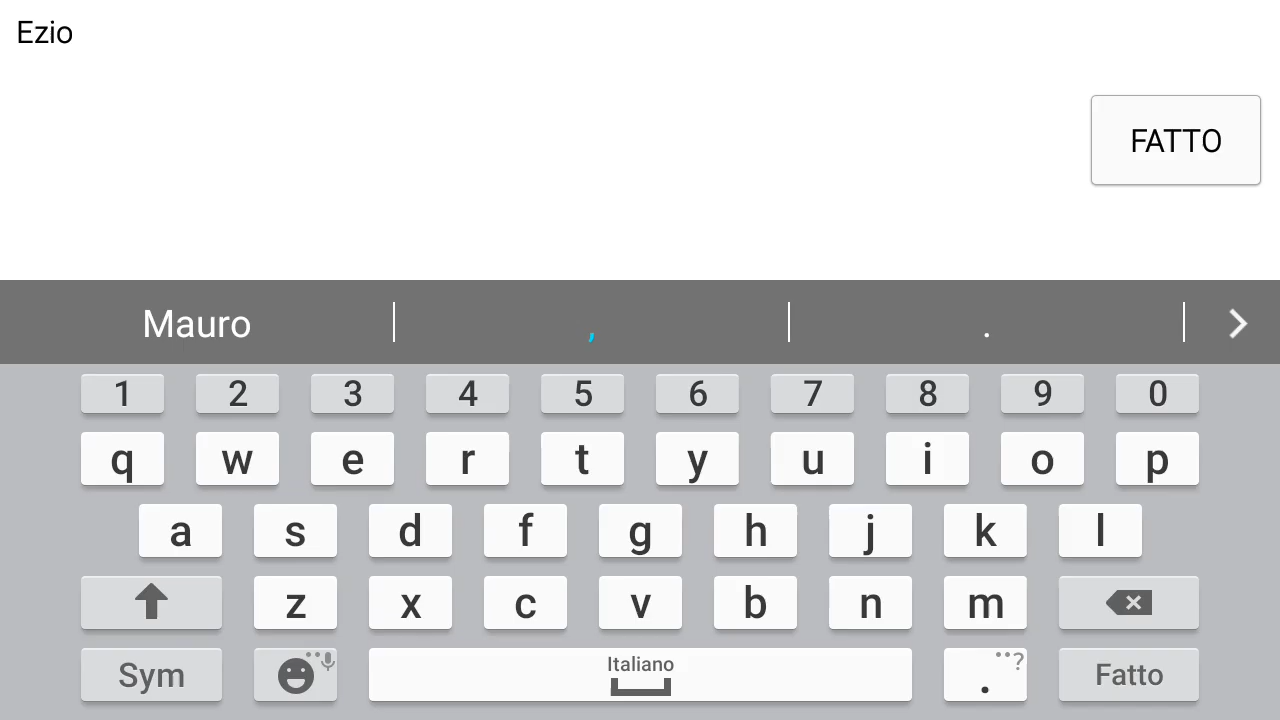 Ezio
FATTO
Mauro , .
1 2 3 4 5 6 7 8 9 0
q w e r t y u i o p
a s d f g h j k l
z x c v b n m
Sym Italiano . ? Fatto